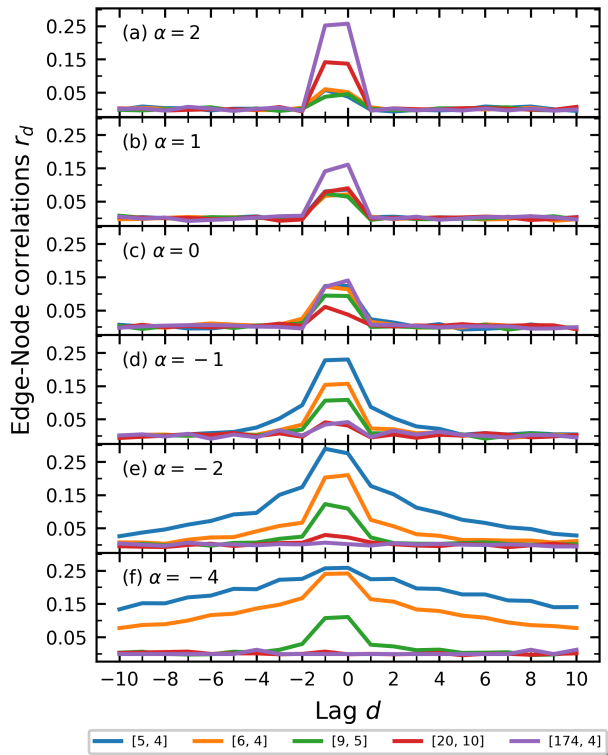 Edge-Node correlations r_d
(a) α = 2
0.25
0.15
0.05
(b) α = 1
0.25
0.15
0.05
(c) α = 0
0.25
0.15
0.05
(d) α = −1
0.25
0.15
0.05
(e) α = −2
0.25
0.15
0.05
(f) α = −4
0.25
0.15
0.05
−10 −8 −6 −4 −2 0 2 4 6 8 10
Lag d
[5, 4] [6, 4] [9, 5] [20, 10] [174, 4]